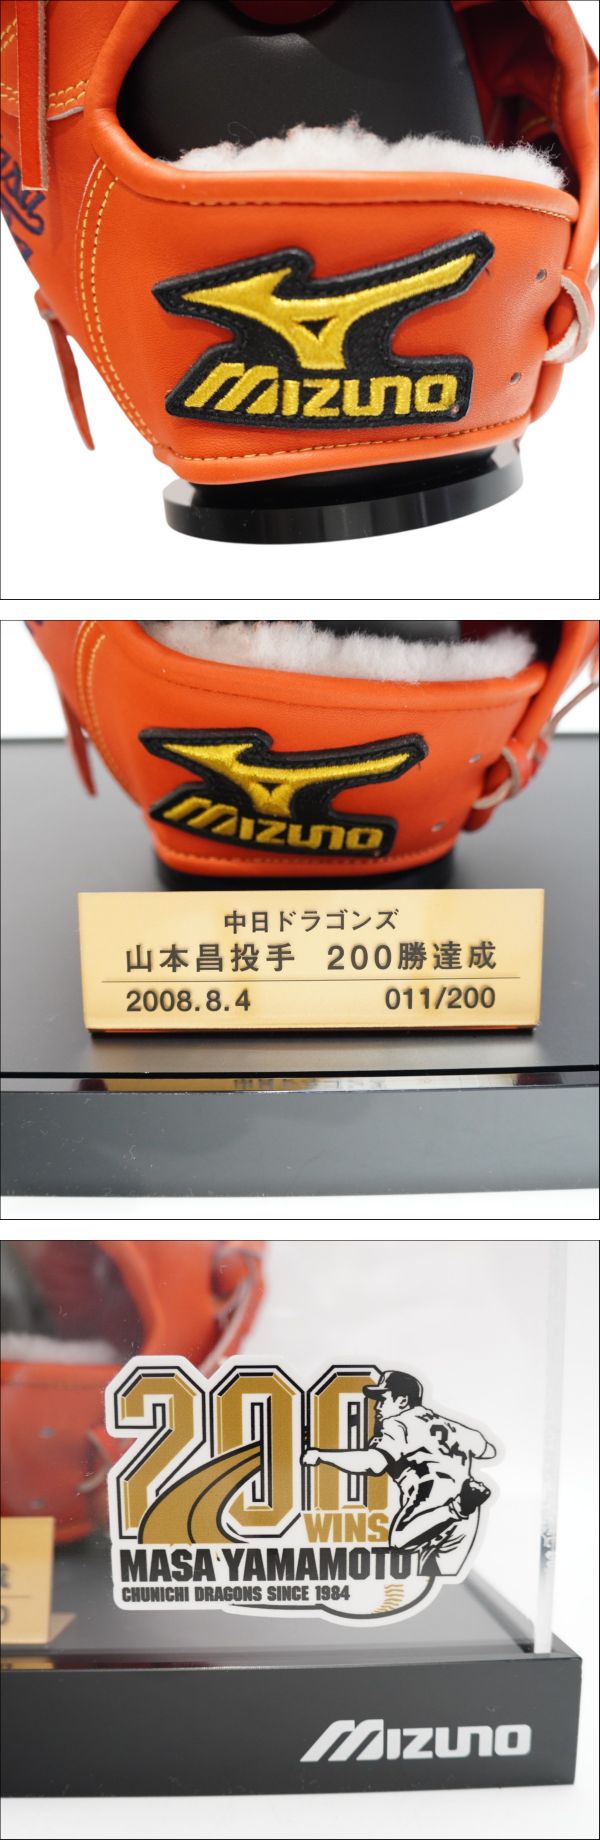 MIZUNO
MIZUNO
中日ドラゴンズ
山本昌投手 200勝達成
2008.8.4 011/200
200
WINS
34
MASA YAMAMOTO
CHUNICHI DRAGONS SINCE 1984
MIZUNO